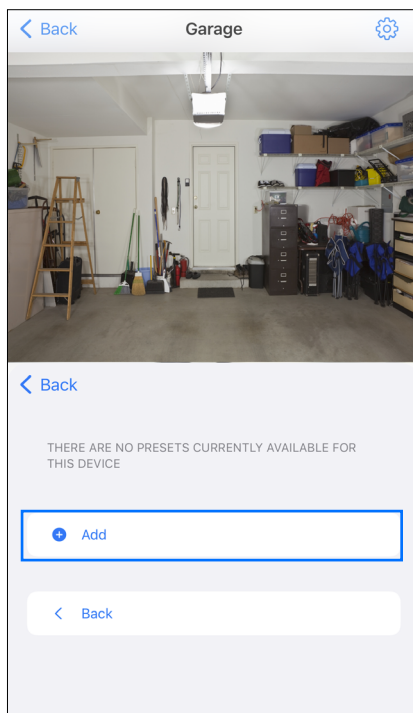 Back
Garage
Back
THERE ARE NO PRESETS CURRENTLY AVAILABLE FOR
THIS DEVICE
Add
Back